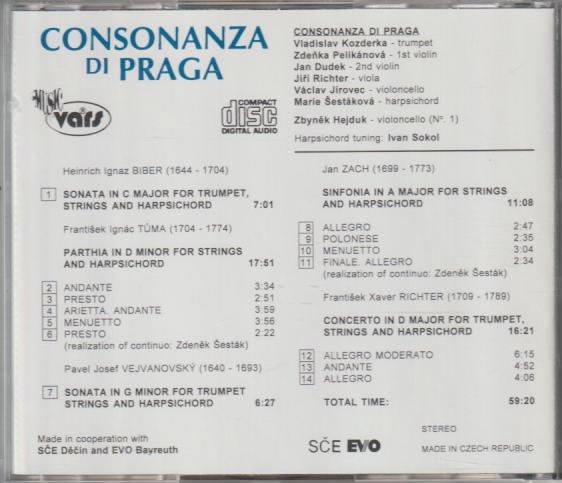 CONSONANZA
DI PRAGA
MUSIC
vars
COMPACT
disc
DIGITAL AUDIO
CONSONANZA DI PRAGA
Vladislav Kozderka - trumpet
Zdeňka Pelikánová - 1st violin
Jan Dudek - 2nd violin
Jiří Richter - viola
Václav Jirovec - violoncello
Marie Šestáková - harpsichord
Zbyněk Hejduk - violoncello (Nº. 1)
Harpsichord tuning: Ivan Sokol
Heinrich Ignaz BIBER (1644 - 1704)
1 SONATA IN C MAJOR FOR TRUMPET,
STRINGS AND HARPSICHORD 7:01
František Ignác TŮMA (1704 - 1774)
PARTHIA IN D MINOR FOR STRINGS
AND HARPSICHORD 17:51
2 ANDANTE 3:34
3 PRESTO 2:51
4 ARIETTA. ANDANTE 3:59
5 MENUETTO 3:56
6 PRESTO 2:22
(realization of continuo: Zdeněk Šesták)
Pavel Josef VEJVANOVSKÝ (1640 - 1693)
7 SONATA IN G MINOR FOR TRUMPET
STRINGS AND HARPSICHORD 6:27
Made in cooperation with
SČE Děčín and EVO Bayreuth
Jan ZACH (1699 - 1773)
SINFONIA IN A MAJOR FOR STRINGS
AND HARPSICHORD 11:08
8 ALLEGRO 2:47
9 POLONESE 2:35
10 MENUETTO 3:04
11 FINALE. ALLEGRO 2:34
(realization of continuo: Zdeněk Šesták)
František Xaver RICHTER (1709 - 1789)
CONCERTO IN D MAJOR FOR TRUMPET,
STRINGS AND HARPSICHORD 16:21
12 ALLEGRO MODERATO 6:15
13 ANDANTE 4:52
14 ALLEGRO 4:06
TOTAL TIME: 59:20
SČE EVO
STEREO
MADE IN CZECH REPUBLIC